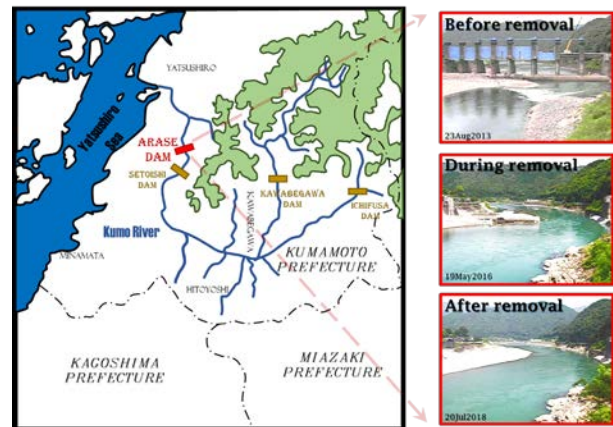 YATSUSHIRO
Yatsushiro
Sea
ARASE
DAM
SETOISHI
DAM
KAWABEGAWA
DAM
ICHIFUSA
DAM
KAWABEGAWA
Kumo River
MINAMATA
HITOYOSHI
KUMAMOTO
PREFECTURE
KAGOSHIMA
PREFECTURE
MIAZAKI
PREFECTURE
Before removal
23Aug2013
During removal
19May2016
After removal
20Jul2018